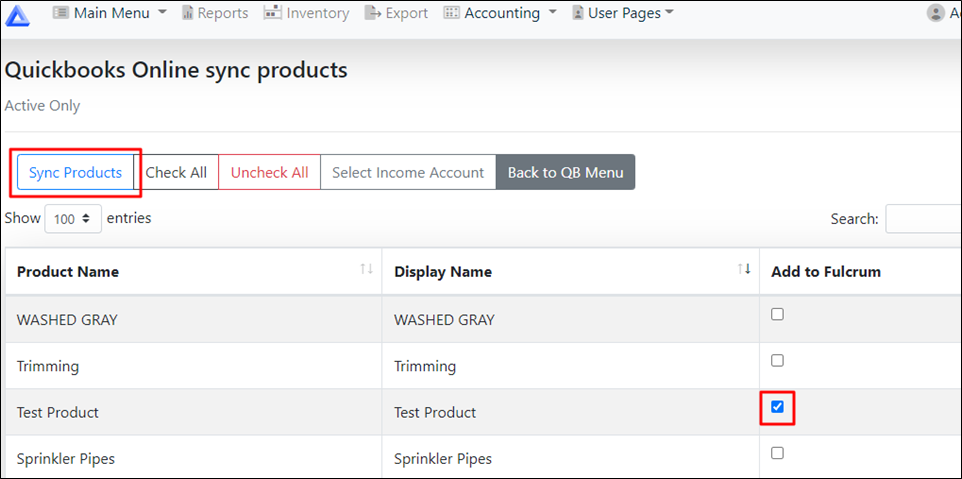 Main Menu Reports Inventory Export Accounting User Pages
Quickbooks Online sync products
Active Only
Sync Products Check All Uncheck All Select Income Account Back to QB Menu
Show 100 entries Search:
Product Name Display Name Add to Fulcrum
WASHED GRAY WASHED GRAY
Trimming Trimming
Test Product Test Product
Sprinkler Pipes Sprinkler Pipes